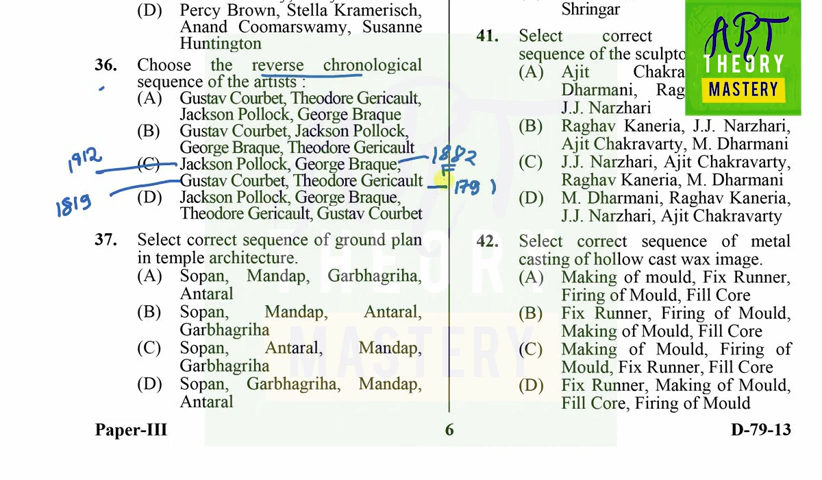 (D) Percy Brown, Stella Kramerisch,
Anand Coomarswamy, Susanne
Huntington
36. Choose the reverse chronological
sequence of the artists :
(A) Gustav Courbet, Theodore Gericault,
Jackson Pollock, George Braque
(B) Gustav Courbet, Jackson Pollock,
George Braque, Theodore Gericault
(C) Jackson Pollock, George Braque,
Gustav Courbet, Theodore Gericault
(D) Jackson Pollock, George Braque,
Theodore Gericault, Gustav Courbet
1912
1819
1882
1791
37. Select correct sequence of ground plan
in temple architecture.
(A) Sopan, Mandap, Garbhagriha,
Antaral
(B) Sopan, Mandap, Antaral,
Garbhagriha
(C) Sopan, Antaral, Mandap,
Garbhagriha
(D) Sopan, Garbhagriha, Mandap,
Antaral
Shringar
41. Select correct
sequence of the sculpto
(A) Ajit Chakra
Dharmani, Rag
J.J. Narzhari
(B) Raghav Kaneria, J.J. Narzhari,
Ajit Chakravarty, M. Dharmani
(C) J.J. Narzhari, Ajit Chakravarty,
Raghav Kaneria, M. Dharmani
(D) M. Dharmani, Raghav Kaneria,
J.J. Narzhari, Ajit Chakravarty
42. Select correct sequence of metal
casting of hollow cast wax image.
(A) Making of mould, Fix Runner,
Firing of Mould, Fill Core
(B) Fix Runner, Firing of Mould,
Making of Mould, Fill Core
(C) Making of Mould, Firing of
Mould, Fix Runner, Fill Core
(D) Fix Runner, Making of Mould,
Fill Core, Firing of Mould
Paper-III 6 D-79-13
ART
THEORY
MASTERY
THEORY
MASTERY